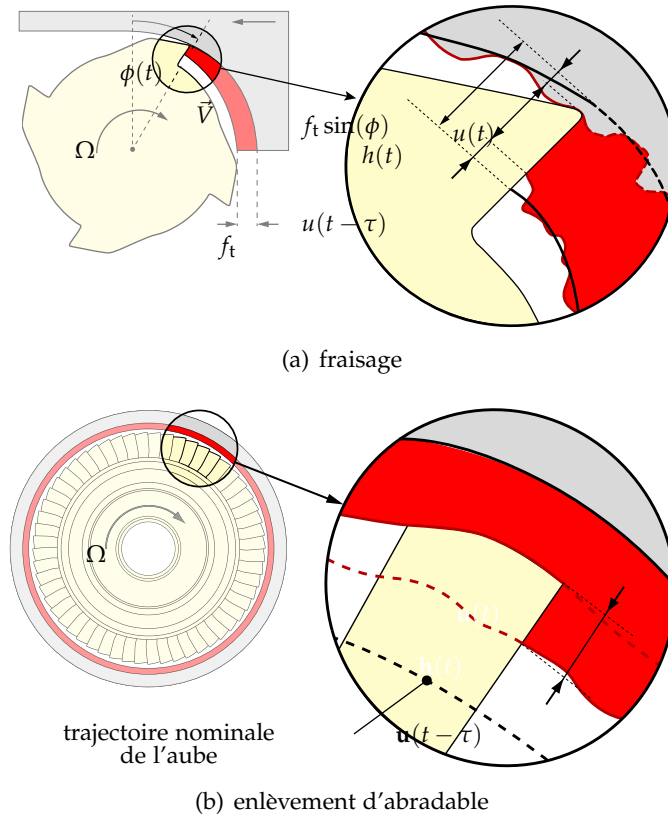 ϕ(t)
V⃗
Ω
f_t sin(ϕ)
u(t)
h(t)
u(t − τ)
f_t
(a) fraisage
Ω
u(t)
h(t)
u(t − τ)
trajectoire nominale
de l'aube
(b) enlèvement d'abradable